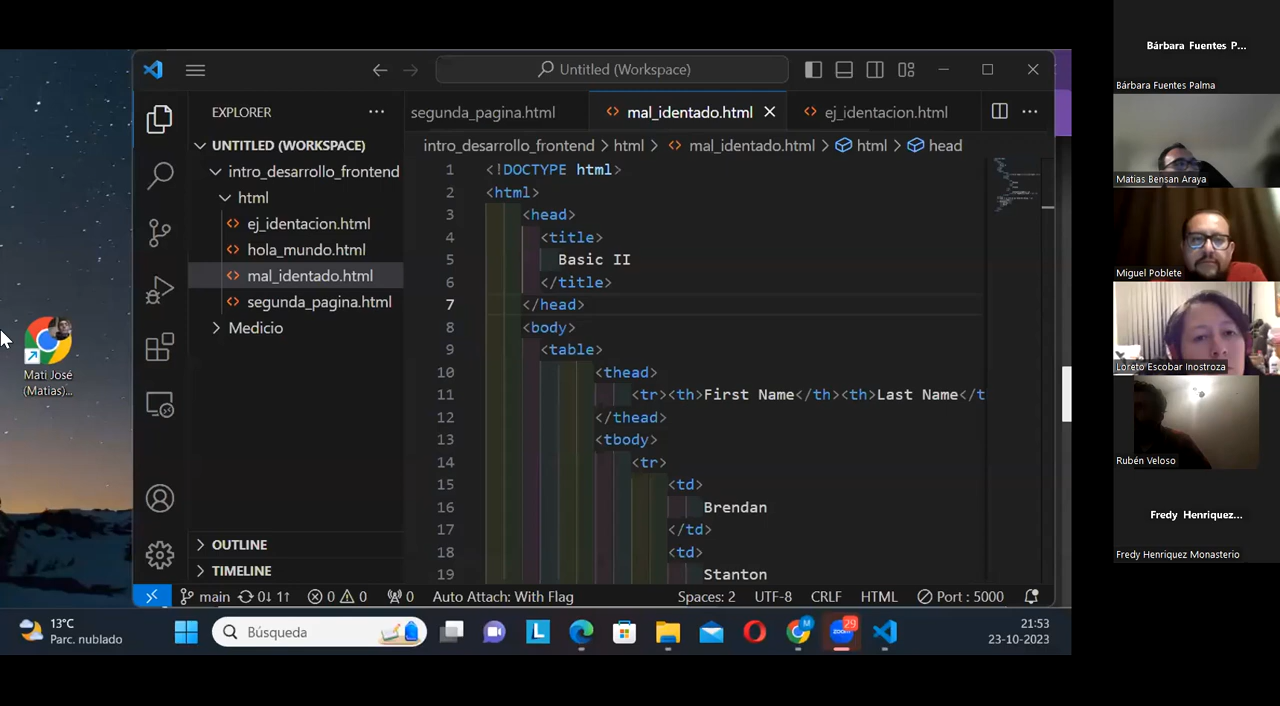 Untitled (Workspace)
EXPLORER
segunda_pagina.html
mal_identado.html
ej_identacion.html
UNTITLED (WORKSPACE)
intro_desarrollo_frontend
html
ej_identacion.html
hola_mundo.html
mal_identado.html
segunda_pagina.html
Medicio
OUTLINE
TIMELINE
intro_desarrollo_frontend > html > mal_identado.html > html > head
1 <!DOCTYPE html>
2 <html>
3 <head>
4 <title>
5 Basic II
6 </title>
7 </head>
8 <body>
9 <table>
10 <thead>
11 <tr><th>First Name</th><th>Last Name</t
12 </thead>
13 <tbody>
14 <tr>
15 <td>
16 Brendan
17 </td>
18 <td>
19 Stanton
main 0↓ 1↑ 0 0 0 Auto Attach: With Flag Spaces: 2 UTF-8 CRLF HTML Port : 5000
Mati José
(Matias)...
13°C
Parc. nublado
Búsqueda
L
M
zoom
29
21:53
23-10-2023
Bárbara Fuentes P...
Bárbara Fuentes Palma
Matias Bensan Araya
Miguel Poblete
Loreto Escobar Inostroza
Rubén Veloso
Fredy Henriquez...
Fredy Henriquez Monasterio